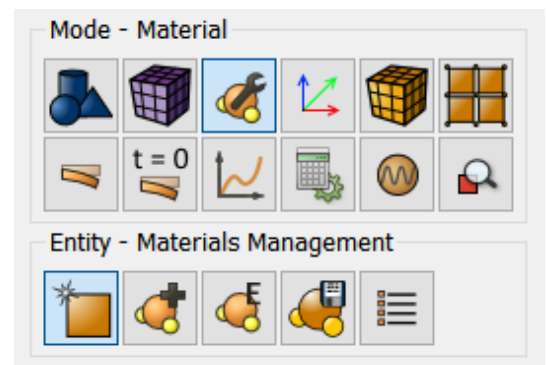 Mode - Material
t = 0
Entity - Materials Management
E